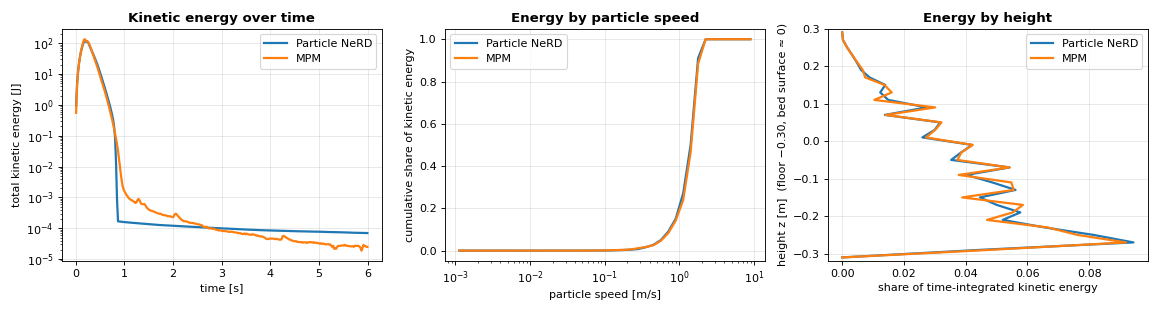 Kinetic energy over time
total kinetic energy [J]
10²
10¹
10⁰
10⁻¹
10⁻²
10⁻³
10⁻⁴
10⁻⁵
Particle NeRD
MPM
0 1 2 3 4 5 6
time [s]
Energy by particle speed
cumulative share of kinetic energy
1.0
0.8
0.6
0.4
0.2
0.0
Particle NeRD
MPM
10⁻³ 10⁻² 10⁻¹ 10⁰ 10¹
particle speed [m/s]
Energy by height
height z [m] (floor −0.30, bed surface ≈ 0)
0.3
0.2
0.1
0.0
−0.1
−0.2
−0.3
Particle NeRD
MPM
0.00 0.02 0.04 0.06 0.08
share of time-integrated kinetic energy